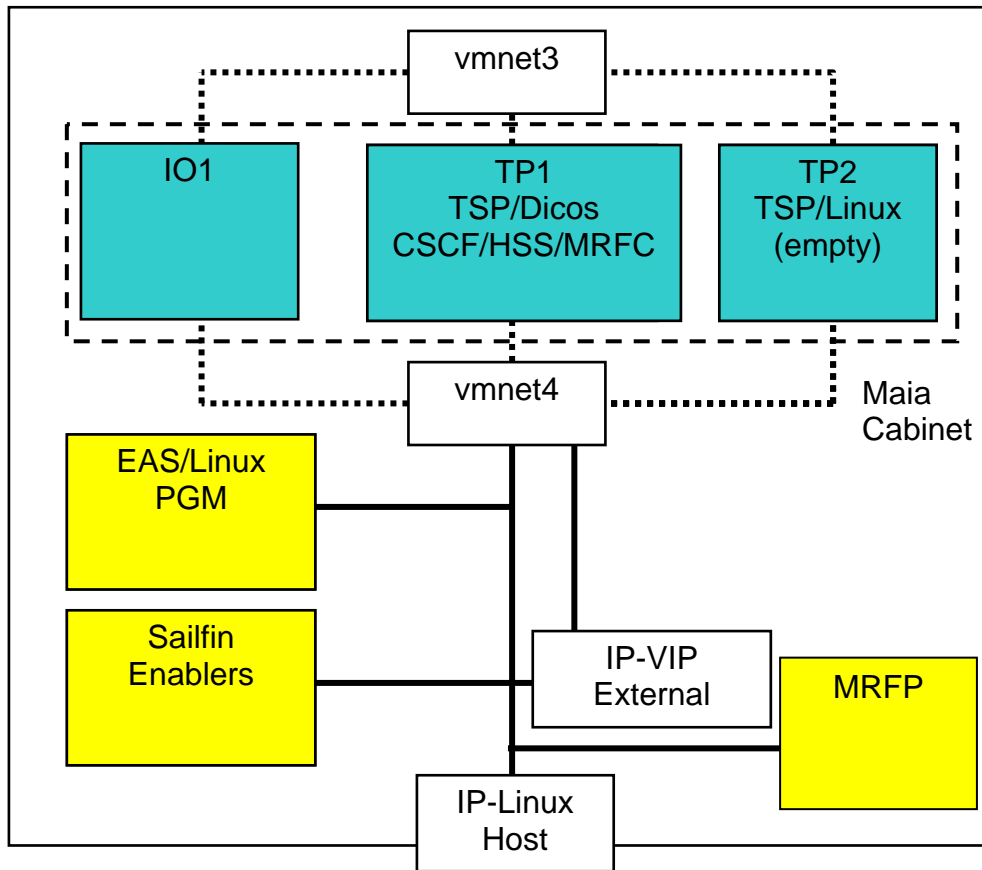 vmnet3
IO1
TP1
TSP/Dicos
CSCF/HSS/MRFC
TP2
TSP/Linux
(empty)
vmnet4
Maia
Cabinet
EAS/Linux
PGM
Sailfin
Enablers
IP-VIP
External
MRFP
IP-Linux
Host